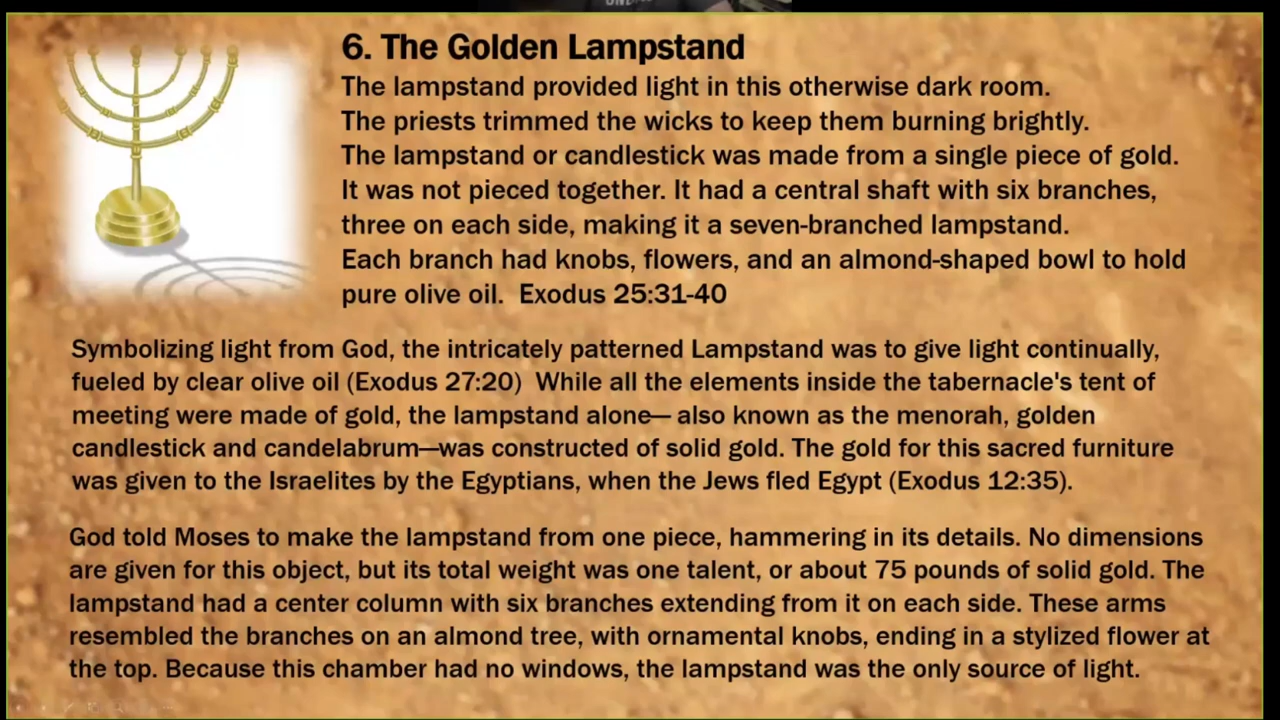 6. The Golden Lampstand
The lampstand provided light in this otherwise dark room.
The priests trimmed the wicks to keep them burning brightly.
The lampstand or candlestick was made from a single piece of gold.
It was not pieced together. It had a central shaft with six branches,
three on each side, making it a seven-branched lampstand.
Each branch had knobs, flowers, and an almond-shaped bowl to hold
pure olive oil.  Exodus 25:31-40
Symbolizing light from God, the intricately patterned Lampstand was to give light continually,
fueled by clear olive oil (Exodus 27:20)  While all the elements inside the tabernacle's tent of
meeting were made of gold, the lampstand alone— also known as the menorah, golden
candlestick and candelabrum—was constructed of solid gold. The gold for this sacred furniture
was given to the Israelites by the Egyptians, when the Jews fled Egypt (Exodus 12:35).
God told Moses to make the lampstand from one piece, hammering in its details. No dimensions
are given for this object, but its total weight was one talent, or about 75 pounds of solid gold. The
lampstand had a center column with six branches extending from it on each side. These arms
resembled the branches on an almond tree, with ornamental knobs, ending in a stylized flower at
the top. Because this chamber had no windows, the lampstand was the only source of light.